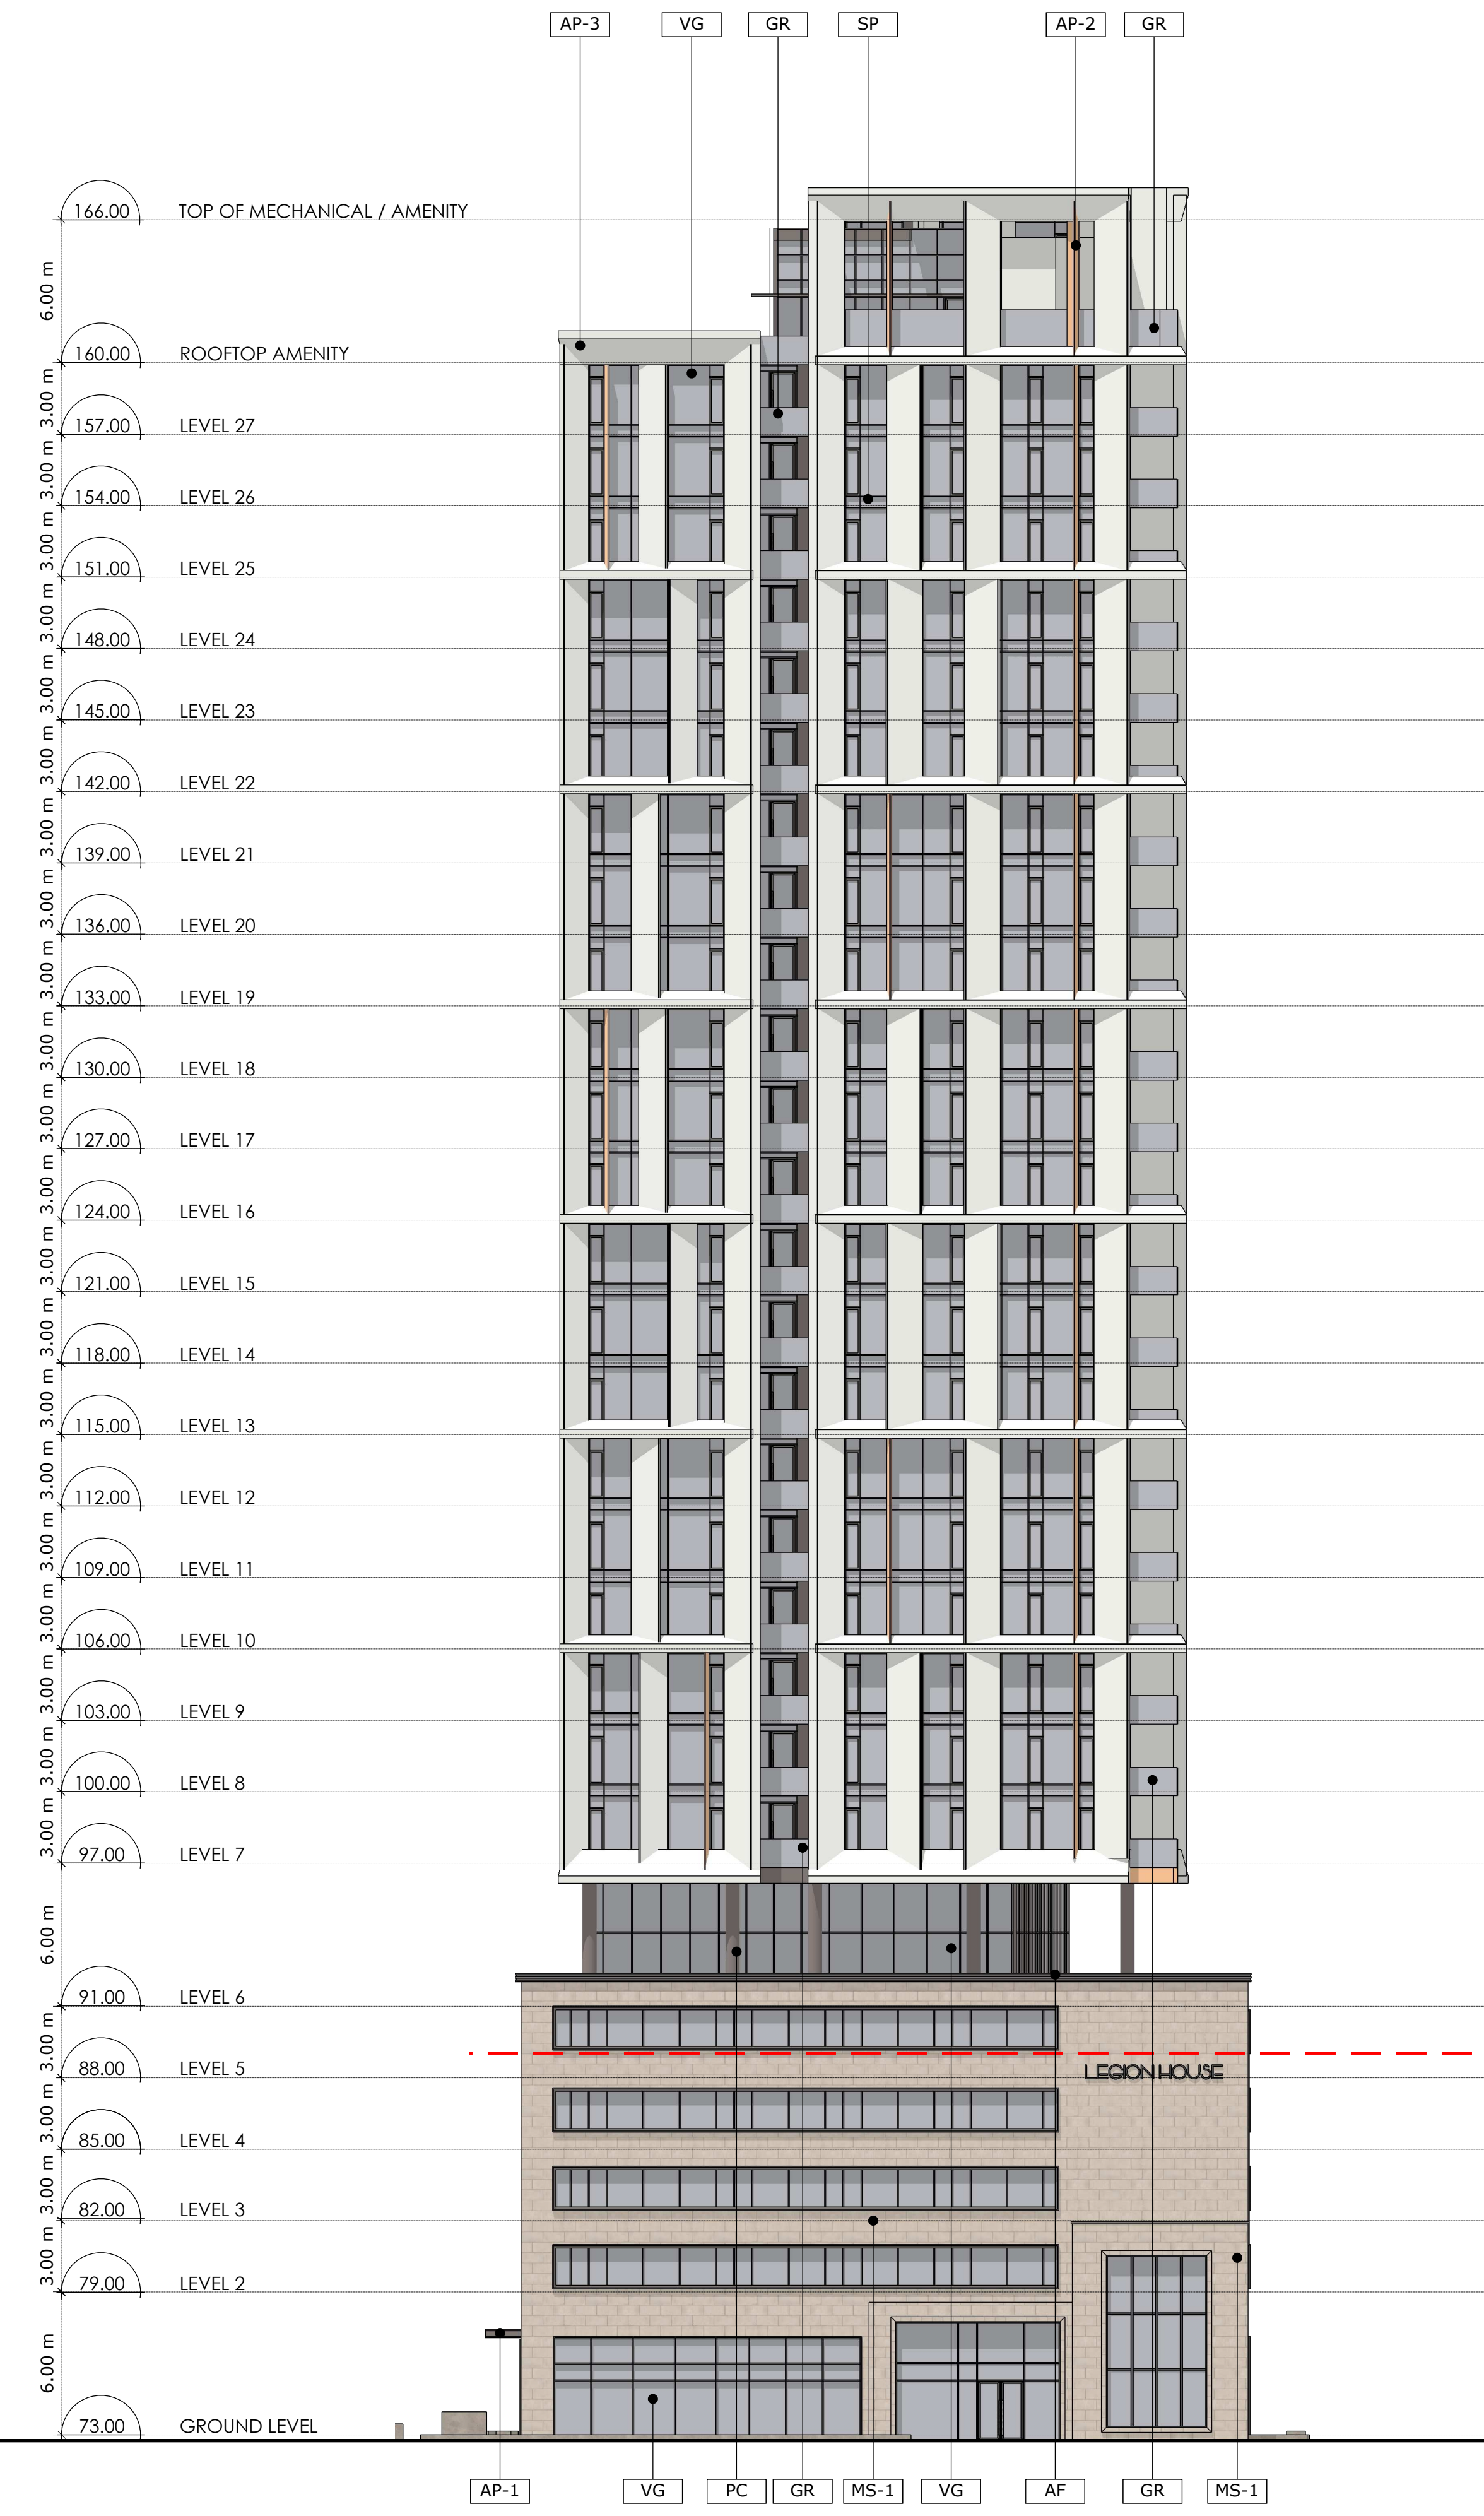 AP-3 VG GR SP AP-2 GR
166.00 TOP OF MECHANICAL / AMENITY
6.00 m
160.00 ROOFTOP AMENITY
3.00 m
157.00 LEVEL 27
3.00 m
154.00 LEVEL 26
3.00 m
151.00 LEVEL 25
3.00 m
148.00 LEVEL 24
3.00 m
145.00 LEVEL 23
3.00 m
142.00 LEVEL 22
3.00 m
139.00 LEVEL 21
3.00 m
136.00 LEVEL 20
3.00 m
133.00 LEVEL 19
3.00 m
130.00 LEVEL 18
3.00 m
127.00 LEVEL 17
3.00 m
124.00 LEVEL 16
3.00 m
121.00 LEVEL 15
3.00 m
118.00 LEVEL 14
3.00 m
115.00 LEVEL 13
3.00 m
112.00 LEVEL 12
3.00 m
109.00 LEVEL 11
3.00 m
106.00 LEVEL 10
3.00 m
103.00 LEVEL 9
3.00 m
100.00 LEVEL 8
3.00 m
97.00 LEVEL 7
6.00 m
91.00 LEVEL 6
3.00 m
88.00 LEVEL 5
LEGION HOUSE
3.00 m
85.00 LEVEL 4
3.00 m
82.00 LEVEL 3
3.00 m
79.00 LEVEL 2
6.00 m
73.00 GROUND LEVEL
AP-1 VG PC GR MS-1 VG AF GR MS-1